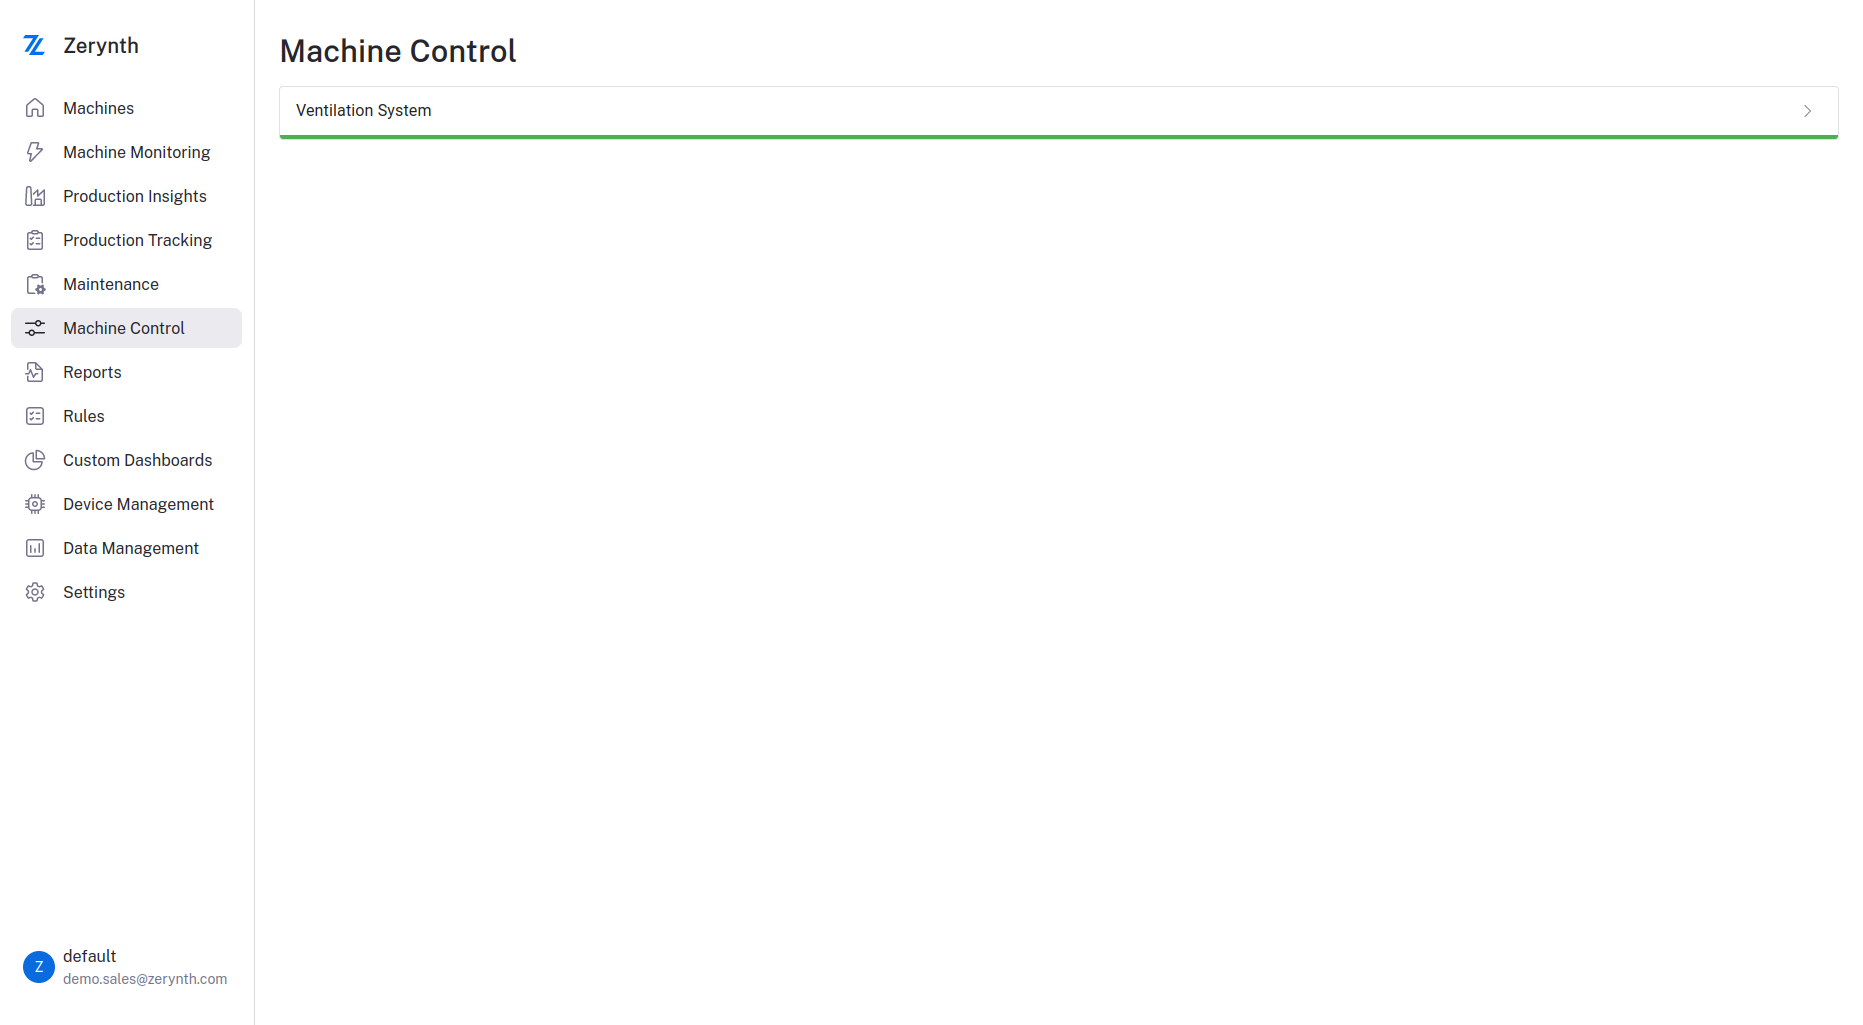 Zerynth
Machines
Machine Monitoring
Production Insights
Production Tracking
Maintenance
Machine Control
Reports
Rules
Custom Dashboards
Device Management
Data Management
Settings
Z
default
demo.sales@zerynth.com
Machine Control
Ventilation System